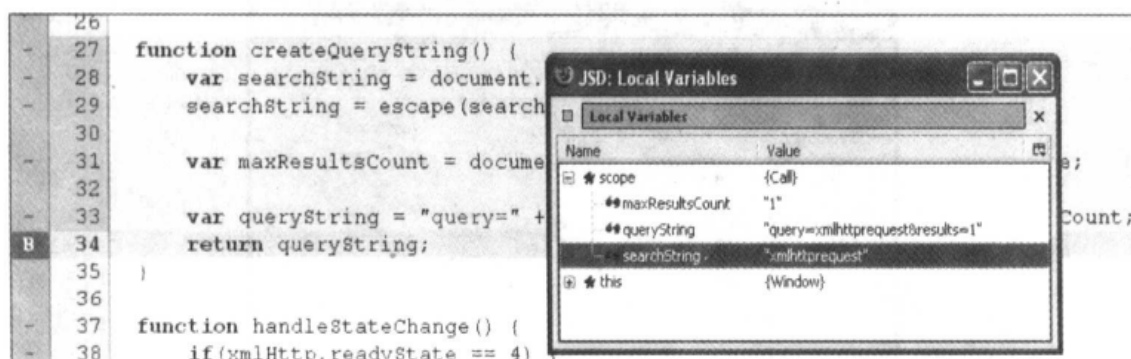 26
27 function createQueryString() {
28 var searchString = document.
29 searchString = escape(search
30
31 var maxResultsCount = docume e;
32
33 var queryString = "query=" + Count;
B 34 return queryString;
35 }
36
37 function handleStateChange() {
38 if(xmlHttp.readyState == 4) {
JSD: Local Variables
Local Variables
Name Value
scope {Call}
maxResultsCount "1"
queryString "query=xmlhttprequest&results=1"
searchString "xmlhttprequest"
this {Window}